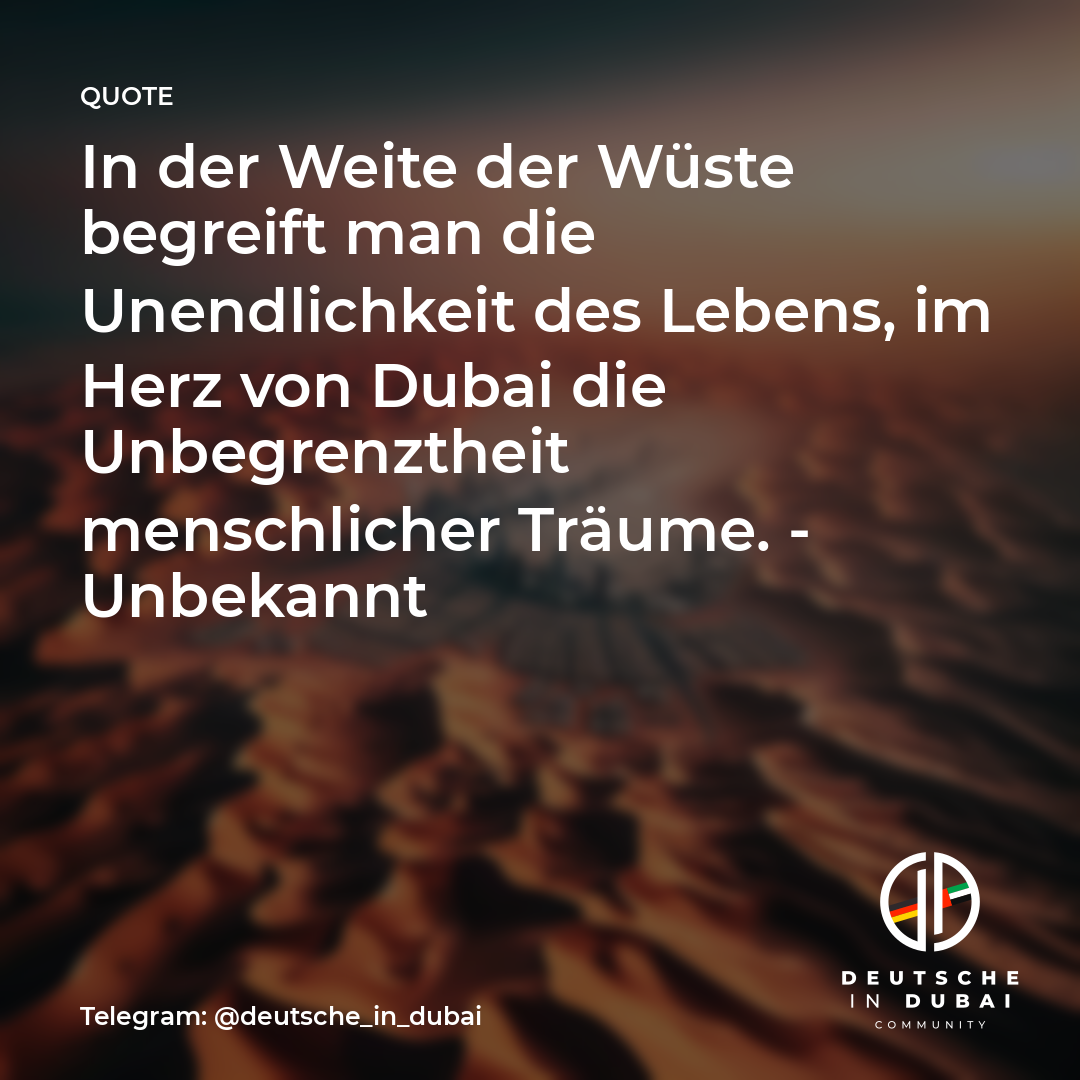 QUOTE
In der Weite der Wüste
begreift man die
Unendlichkeit des Lebens, im
Herz von Dubai die
Unbegrenztheit
menschlicher Träume. -
Unbekannt
Telegram: @deutsche_in_dubai
DEUTSCHE
IN DUBAI
COMMUNITY